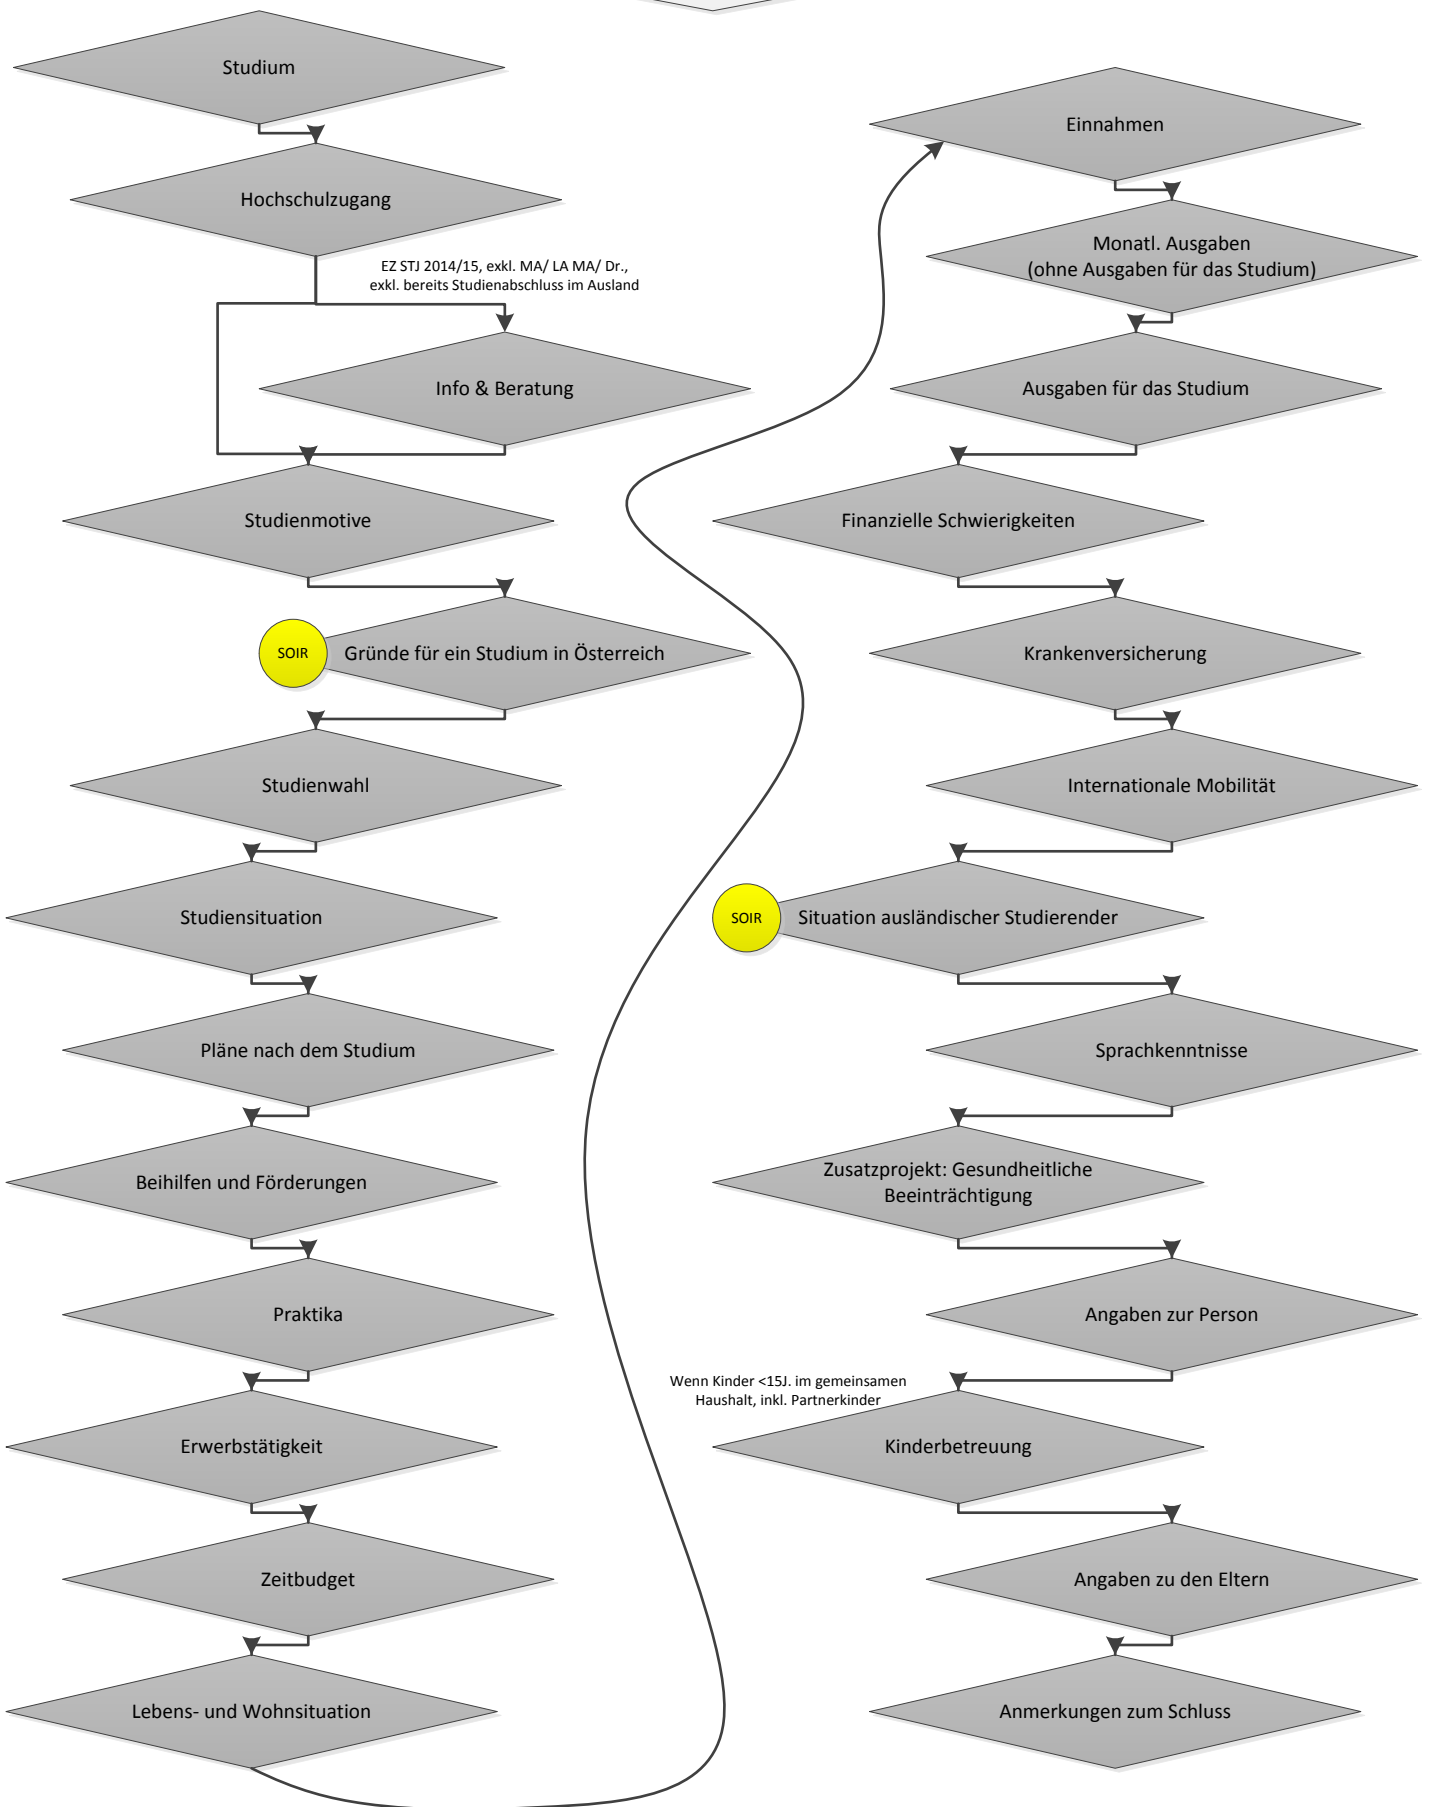 Studium
Hochschulzugang
EZ STJ 2014/15, exkl. MA/ LA MA/ Dr.,
exkl. bereits Studienabschluss im Ausland
Info & Beratung
Studienmotive
SOIR
Gründe für ein Studium in Österreich
Studienwahl
Studiensituation
Pläne nach dem Studium
Beihilfen und Förderungen
Praktika
Erwerbstätigkeit
Zeitbudget
Lebens- und Wohnsituation
Einnahmen
Monatl. Ausgaben
(ohne Ausgaben für das Studium)
Ausgaben für das Studium
Finanzielle Schwierigkeiten
Krankenversicherung
Internationale Mobilität
SOIR
Situation ausländischer Studierender
Sprachkenntnisse
Zusatzprojekt: Gesundheitliche
Beeinträchtigung
Angaben zur Person
Wenn Kinder <15J. im gemeinsamen
Haushalt, inkl. Partnerkinder
Kinderbetreuung
Angaben zu den Eltern
Anmerkungen zum Schluss